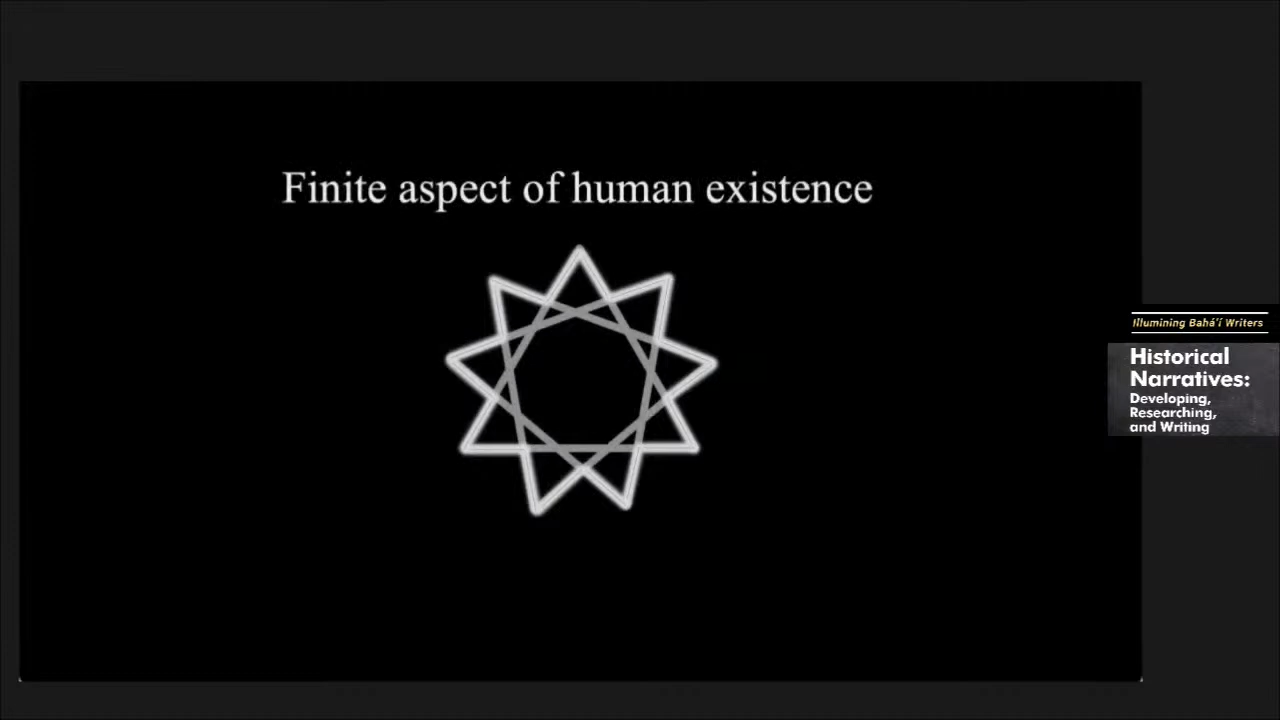 Finite aspect of human existence
Illumining Bahá'í Writers
Historical
Narratives:
Developing,
Researching,
and Writing